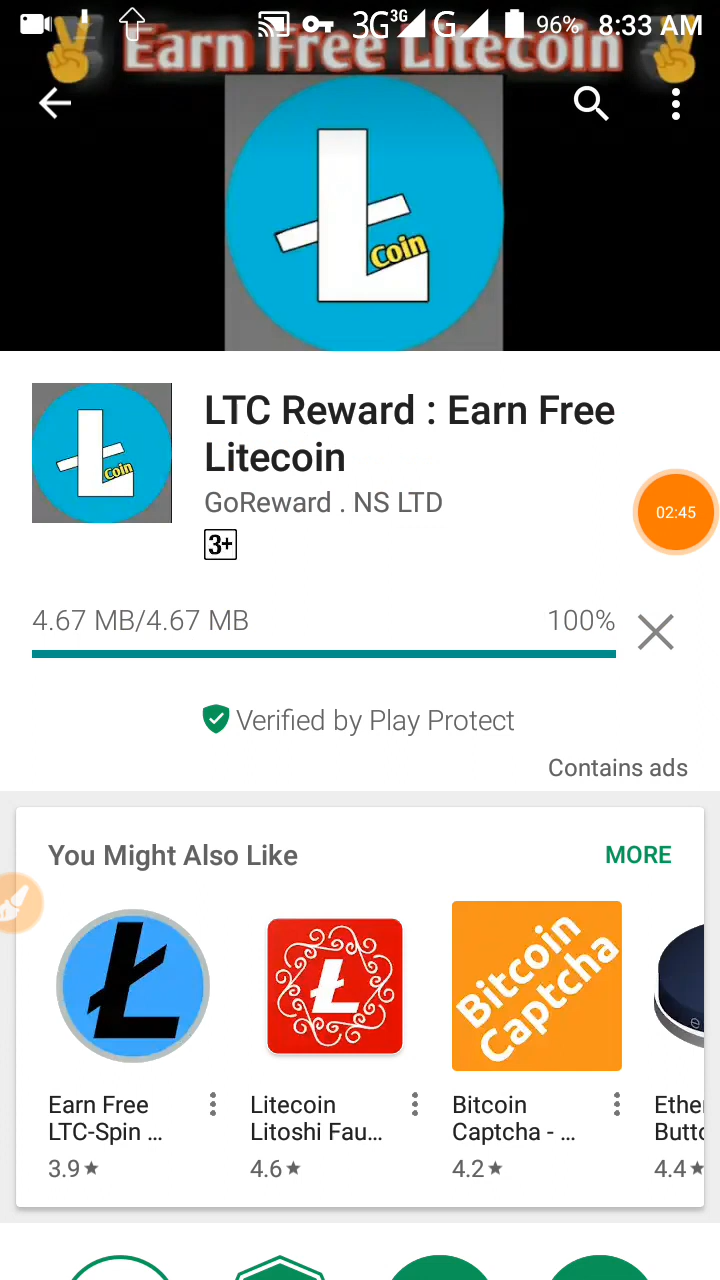 3G 3G G 96% 8:33 AM
Earn Free Litecoin
Coin
LTC Reward : Earn Free
Litecoin
Coin
GoReward . NS LTD
3+
02:45
4.67 MB/4.67 MB 100%
Verified by Play Protect
Contains ads
You Might Also Like MORE
Bitcoin
Captcha
Earn Free
LTC-Spin ...
3.9★
Litecoin
Litoshi Fau...
4.6★
Bitcoin
Captcha - ...
4.2★
Ether
Butto
4.4★